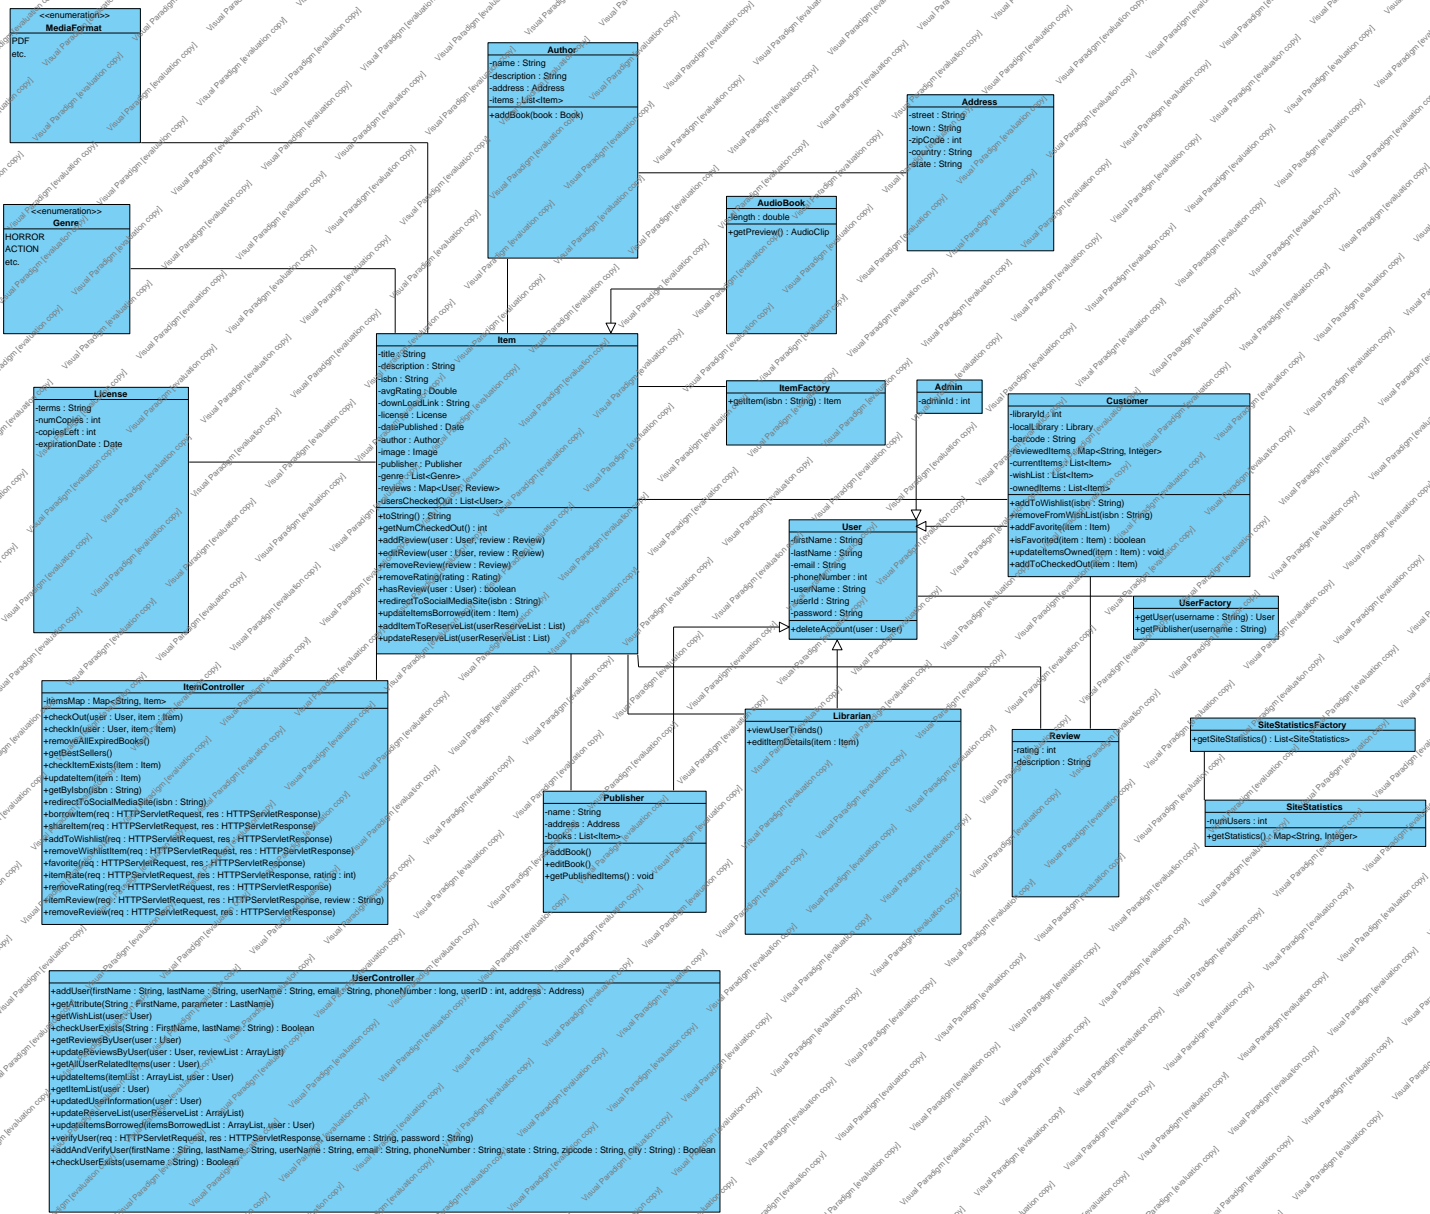 <<enumeration>>
MediaFormat
PDF
etc.
Author
-name : String
-description : String
-address : Address
-items : List<Item>
+addBook(book : Book)
Address
-street : String
-town : String
-zipCode : int
-country : String
-state : String
<<enumeration>>
Genre
HORROR
ACTION
etc.
AudioBook
-length : double
+getPreview() : AudioClip
Item
-title : String
-description : String
-isbn : String
-avgRating : Double
-downLoadLink : String
-license : License
-datePublished : Date
-author : Author
-image : Image
-publisher : Publisher
-genre : List<Genre>
-reviews : Map<User, Review>
-usersCheckedOut : List<User>
+toString() : String
+getNumCheckedOut() : int
+addReview(user : User, review : Review)
+editReview(user : User, review : Review)
+removeReview(review : Review)
+removeRating(rating : Rating)
+hasReview(user : User) : boolean
+redirectToSocialMediaSite(isbn : String)
+updateItemsBorrowed(item : Item)
+addItemToReserveList(userReserveList : List)
+updateReserveList(userReserveList : List)
License
-terms : String
-numCopies : int
-copiesLeft : int
-expirationDate : Date
ItemFactory
+getItem(isbn : String) : Item
Admin
-adminId : int
Customer
-libraryId : int
-localLibrary : Library
-barcode : String
-reviewedItems : Map<String, Integer>
-currentItems : List<Item>
-wishList : List<Item>
-ownedItems : List<Item>
+addToWishlist(isbn : String)
+removeFromWishList(isbn : String)
+addFavorite(item : Item)
+isFavorited(item : Item) : boolean
+updateItemsOwned(item : Item) : void
+addToCheckedOut(item : Item)
User
-firstName : String
-lastName : String
-email : String
-phoneNumber : int
-userName : String
-userId : String
-password : String
+deleteAccount(user : User)
UserFactory
+getUser(username : String) : User
+getPublisher(username : String)
ItemController
-itemsMap : Map<String, Item>
+checkOut(user : User, item : Item)
+checkIn(user : User, item : Item)
+removeAllExpiredBooks()
+getBestSellers()
+checkItemExists(item : Item)
+updateItem(item : Item)
+getByIsbn(isbn : String)
+redirectToSocialMediaSite(isbn : String)
+borrowItem(req : HTTPServletRequest, res : HTTPServletResponse)
+shareItem(req : HTTPServletRequest, res : HTTPServletResponse)
+addToWishlist(req : HTTPServletRequest, res : HTTPServletResponse)
+removeWishlistItem(req : HTTPServletRequest, res : HTTPServletResponse)
+favorite(req : HTTPServletRequest, res : HTTPServletResponse)
+itemRate(req : HTTPServletRequest, res : HTTPServletResponse, rating : int)
+removeRating(req : HTTPServletRequest, res : HTTPServletResponse)
+itemReview(req : HTTPServletRequest, res : HTTPServletResponse, review : String)
+removeReview(req : HTTPServletRequest, res : HTTPServletResponse)
Publisher
-name : String
-address : Address
-books : List<Item>
+addBook()
+editBook()
+getPublishedItems() : void
Librarian
+viewUserTrends()
+editItemDetails(item : Item)
Review
-rating : int
-description : String
SiteStatisticsFactory
+getSiteStatistics() : List<SiteStatistics>
SiteStatistics
-numUsers : int
+getStatistics() : Map<String, Integer>
UserController
+addUser(firstName : String, lastName : String, userName : String, email : String, phoneNumber : long, userID : int, address : Address)
+getAttribute(String : FirstName, parameter : LastName)
+getWishList(user : User)
+checkUserExists(String : FirstName, lastName : String) : Boolean
+getReviewsByUser(user : User)
+updateReviewsByUser(user : User, reviewList : ArrayList)
+getAllUserRelatedItems(user : User)
+updateItems(itemList : ArrayList, user : User)
+getItemList(user : User)
+updatedUserInformation(user : User)
+updateReserveList(userReserveList : ArrayList)
+updateItemsBorrowed(itemsBorrowedList : ArrayList, user : User)
+verifyUser(req : HTTPServletRequest, res : HTTPServletResponse, username : String, password : String)
+addAndVerifyUser(firstName : String, lastName : String, userName : String, email : String, phoneNumber : String, state : String, zipcode : String, city : String) : Boolean
+checkUserExists(username : String) : Boolean
Visual Paradigm [evaluation copy]